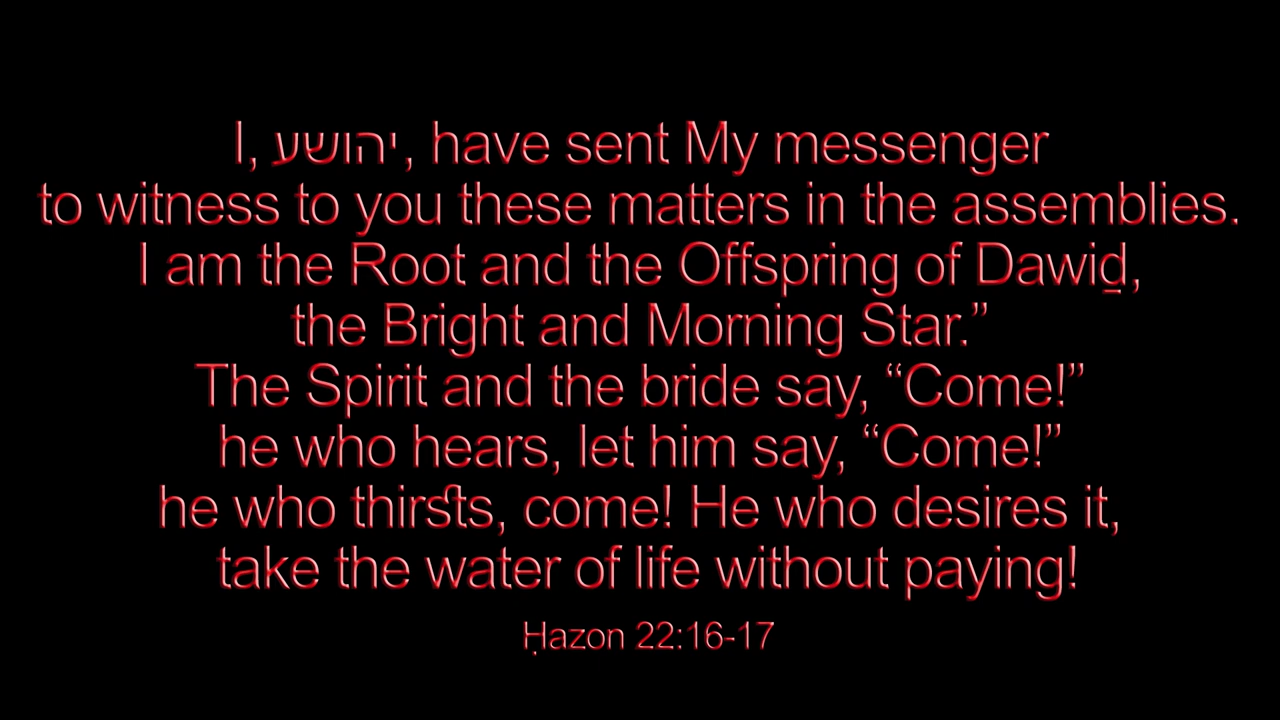 I, יהושע, have sent My messenger
to witness to you these matters in the assemblies.
I am the Root and the Offspring of Dawiḏ,
the Bright and Morning Star.”
The Spirit and the bride say, “Come!”
he who hears, let him say, “Come!”
he who thirsts, come! He who desires it,
take the water of life without paying!
Ḥazon 22:16-17